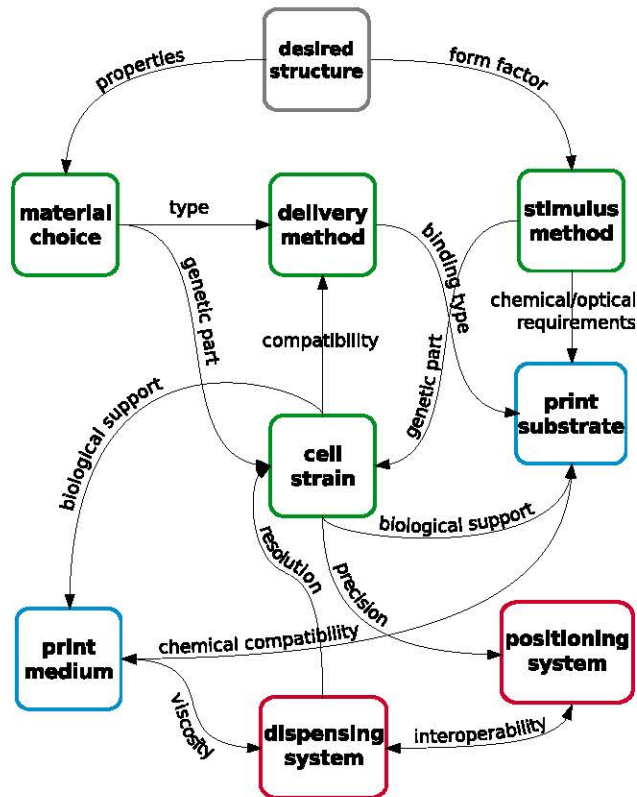 desired
structure
properties
form factor
material
choice
type
delivery
method
stimulus
method
binding type
genetic part
chemical/optical
requirements
compatibility
genetic part
biological support
print
substrate
cell
strain
biological support
resolution
precision
print
medium
chemical compatibility
positioning
system
viscosity
dispensing
system
interoperability